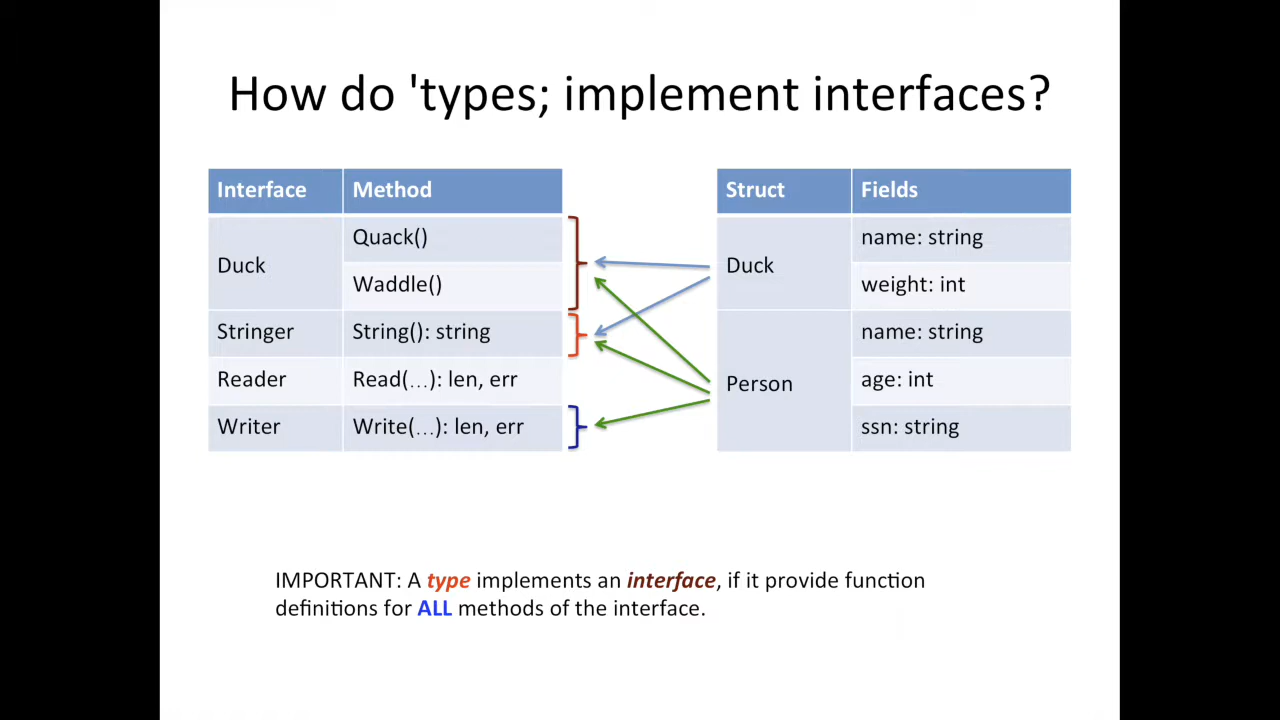 How do 'types; implement interfaces?
Interface Method
Duck
Quack()
Waddle()
Stringer String(): string
Reader Read(...): len, err
Writer Write(...): len, err
Struct Fields
Duck
name: string
weight: int
Person
name: string
age: int
ssn: string
IMPORTANT: A type implements an interface, if it provide function
definitions for ALL methods of the interface.